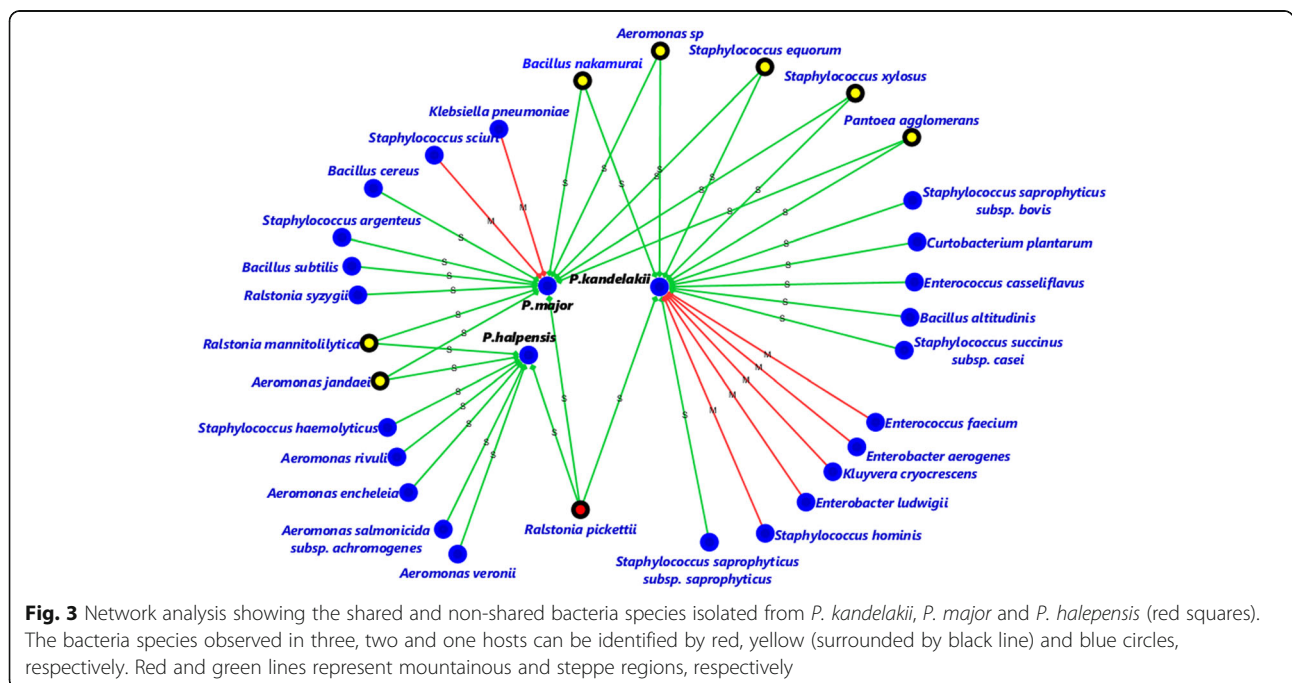 Aeromonas sp
Staphylococcus equorum
Bacillus nakamurai
Staphylococcus xylosus
Klebsiella pneumoniae
Pantoea agglomerans
Staphylococcus sciuri
Bacillus cereus
Staphylococcus saprophyticus
subsp. bovis
Staphylococcus argenteus
Curtobacterium plantarum
Bacillus subtilis
P.kandelakii
Enterococcus casseliflavus
Ralstonia syzygii
P.major
Bacillus altitudinis
Ralstonia mannitolilytica
P.halpensis
Staphylococcus succinus
subsp. casei
Aeromonas jandaei
Staphylococcus haemolyticus
Enterococcus faecium
Aeromonas rivuli
Enterobacter aerogenes
Kluyvera cryocrescens
Aeromonas encheleia
Enterobacter ludwigii
Aeromonas salmonicida
subsp. achromogenes
Ralstonia pickettii
Staphylococcus hominis
Aeromonas veronii
Staphylococcus saprophyticus
subsp. saprophyticus
S S S S S S S S S S S S S S S S S S S S S S S S S S S S S S S
M M M M M M M
Fig. 3 Network analysis showing the shared and non-shared bacteria species isolated from P. kandelakii, P. major and P. halepensis (red squares).
The bacteria species observed in three, two and one hosts can be identified by red, yellow (surrounded by black line) and blue circles,
respectively. Red and green lines represent mountainous and steppe regions, respectively